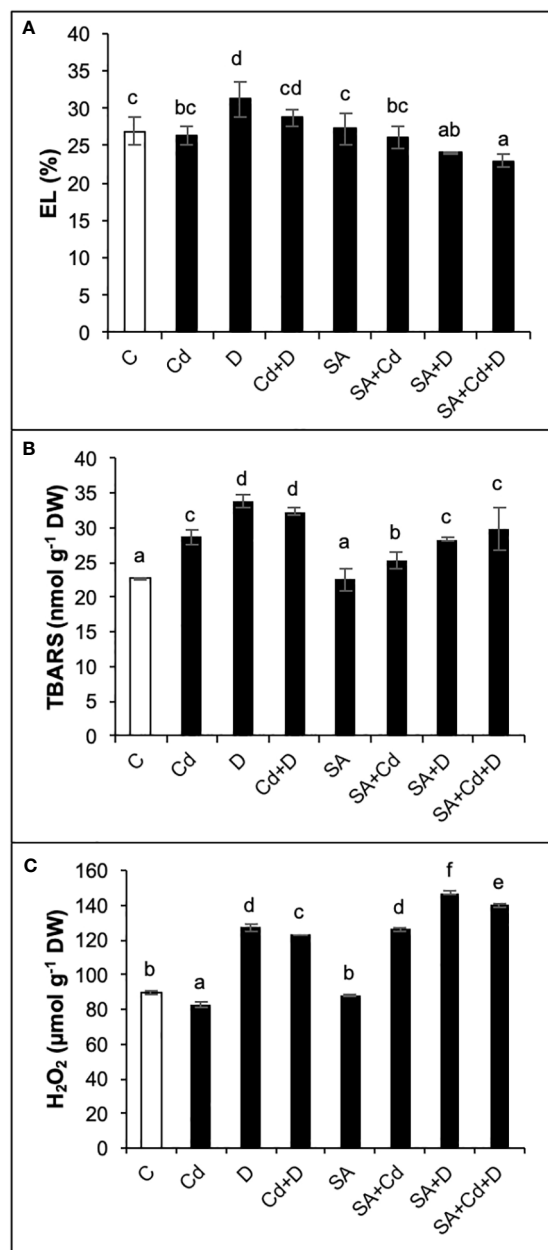 A
EL (%)
40
35
30
25
20
15
10
5
0
c
bc
d
cd
c
bc
ab
a
C
Cd
D
Cd+D
SA
SA+Cd
SA+D
SA+Cd+D
B
TBARS (nmol g⁻¹ DW)
40
35
30
25
20
15
10
5
0
a
c
d
d
a
b
c
c
C
Cd
D
Cd+D
SA
SA+Cd
SA+D
SA+Cd+D
C
H₂O₂ (μmol g⁻¹ DW)
160
140
120
100
80
60
40
20
0
b
a
d
c
b
d
f
e
C
Cd
D
Cd+D
SA
SA+Cd
SA+D
SA+Cd+D